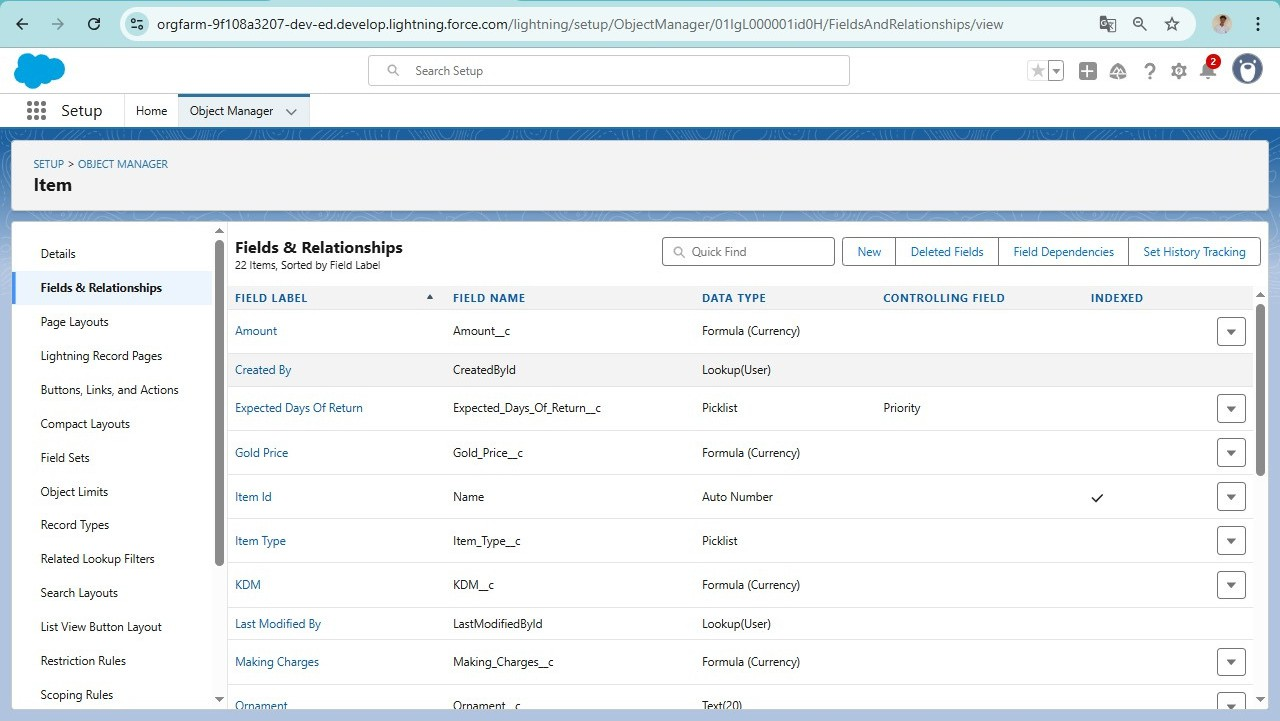 orgfarm-9f108a3207-dev-ed.develop.lightning.force.com/lightning/setup/ObjectManager/01IgL000001id0H/FieldsAndRelationships/view
Search Setup
2
Setup
Home
Object Manager
SETUP > OBJECT MANAGER
Item
Details
Fields & Relationships
Page Layouts
Lightning Record Pages
Buttons, Links, and Actions
Compact Layouts
Field Sets
Object Limits
Record Types
Related Lookup Filters
Search Layouts
List View Button Layout
Restriction Rules
Scoping Rules
Fields & Relationships
22 Items, Sorted by Field Label
Quick Find
New
Deleted Fields
Field Dependencies
Set History Tracking
FIELD LABEL FIELD NAME DATA TYPE CONTROLLING FIELD INDEXED
Amount Amount__c Formula (Currency)
Created By CreatedById Lookup(User)
Expected Days Of Return Expected_Days_Of_Return__c Picklist Priority
Gold Price Gold_Price__c Formula (Currency)
Item Id Name Auto Number
Item Type Item_Type__c Picklist
KDM KDM__c Formula (Currency)
Last Modified By LastModifiedById Lookup(User)
Making Charges Making_Charges__c Formula (Currency)
Ornament Ornament__c Text(20)